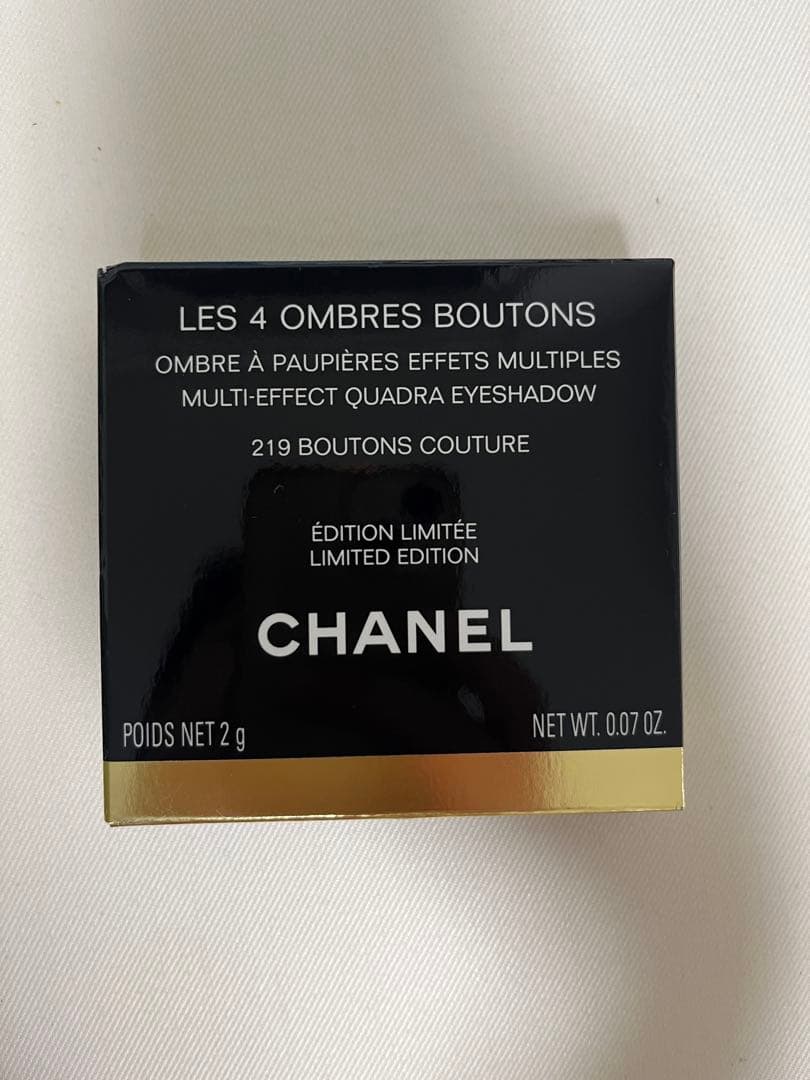 LES 4 OMBRES BOUTONS
OMBRE À PAUPIÈRES EFFETS MULTIPLES
MULTI-EFFECT QUADRA EYESHADOW
219 BOUTONS COUTURE
ÉDITION LIMITÉE
LIMITED EDITION
CHANEL
POIDS NET 2 g
NET WT. 0.07 OZ.